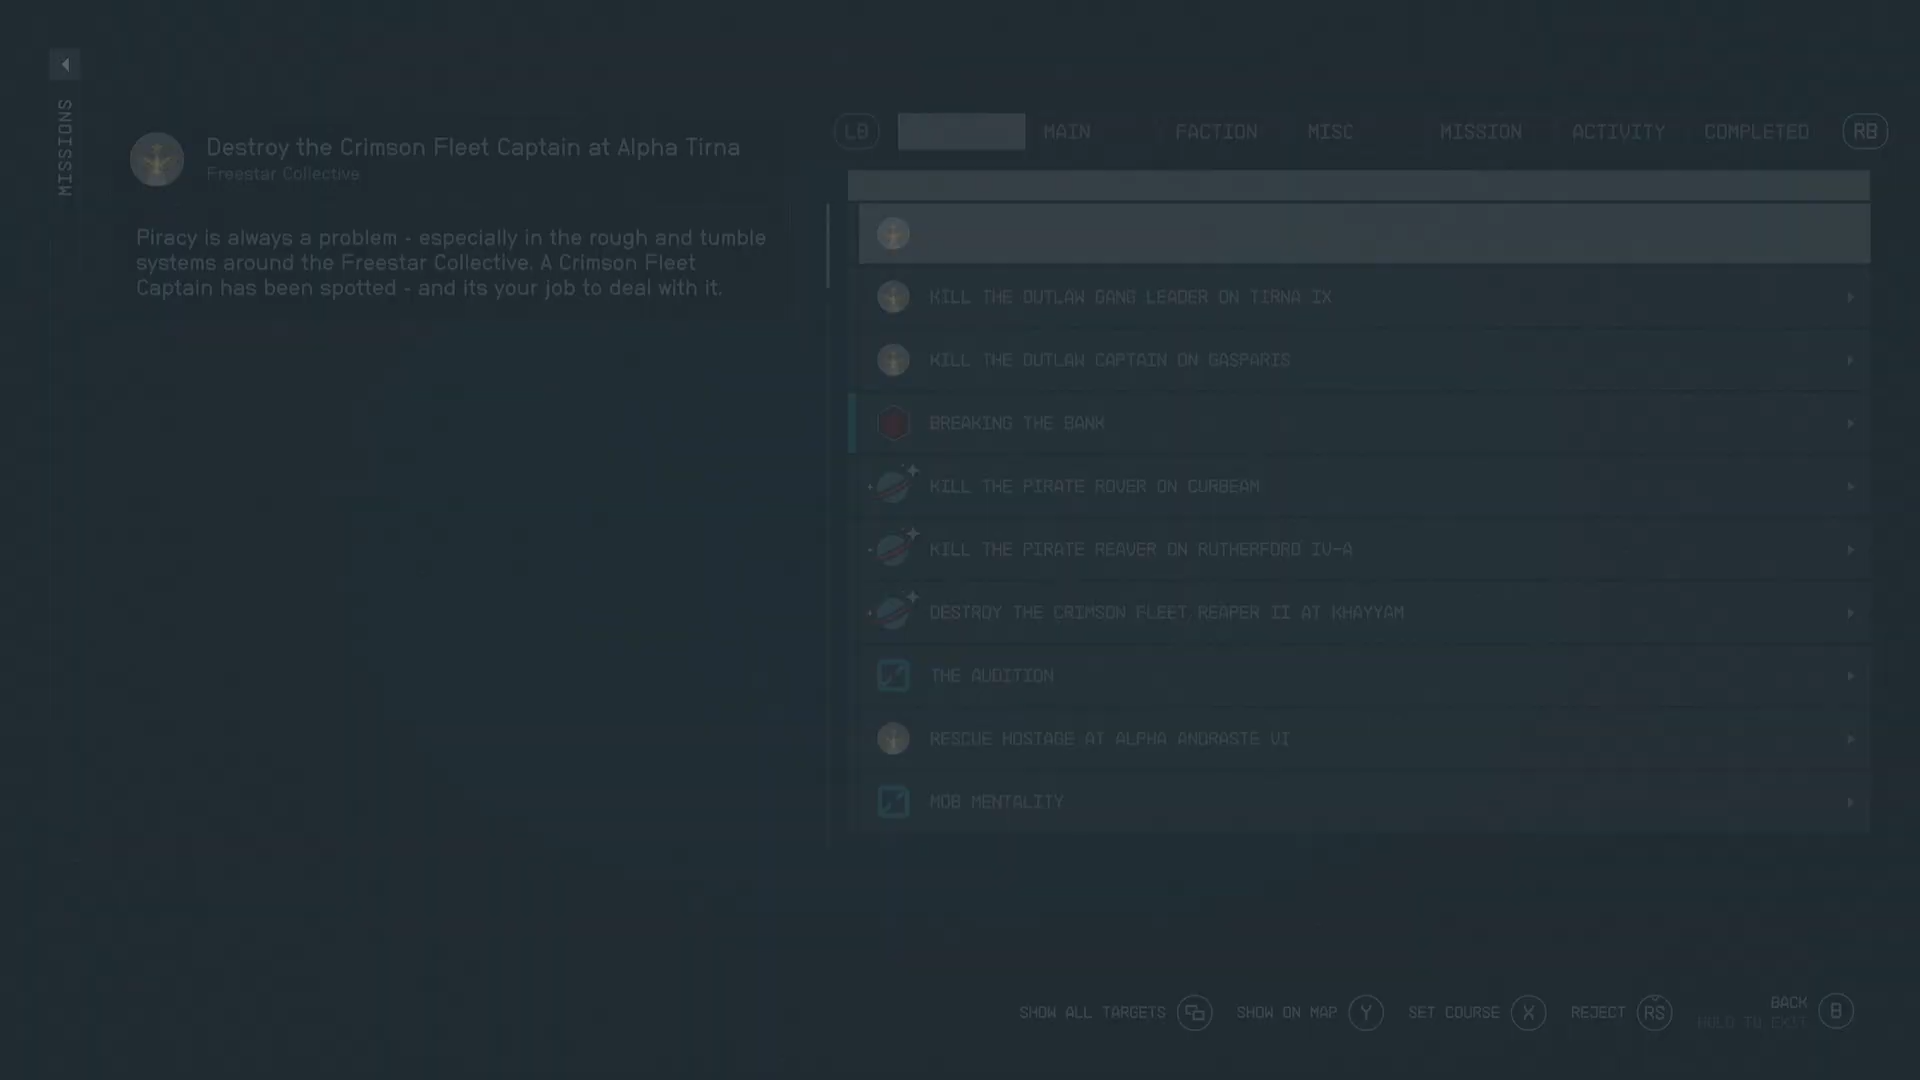 MISSIONS
Destroy the Crimson Fleet Captain at Alpha Tirna
Freestar Collective
Piracy is always a problem - especially in the rough and tumble
systems around the Freestar Collective. A Crimson Fleet
Captain has been spotted - and its your job to deal with it.
LB MAIN FACTION MISC MISSION ACTIVITY COMPLETED RB
KILL THE OUTLAW GANG LEADER ON TIRNA IX
KILL THE OUTLAW CAPTAIN ON GASPARIS
BREAKING THE BANK
KILL THE PIRATE ROVER ON CURBEAM
KILL THE PIRATE REAVER ON RUTHERFORD IV-A
DESTROY THE CRIMSON FLEET REAPER II AT KHAYYAM
THE AUDITION
RESCUE HOSTAGE AT ALPHA ANDRASTE VI
MOB MENTALITY
SHOW ALL TARGETS SHOW ON MAP Y SET COURSE X REJECT RS BACK B
HOLD TO EXIT